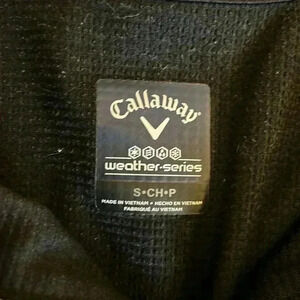 Callaway
weather•series
S•CH•P
MADE IN VIETNAM • HECHO EN VIETNAM
FABRIQUÉ AU VIETNAM